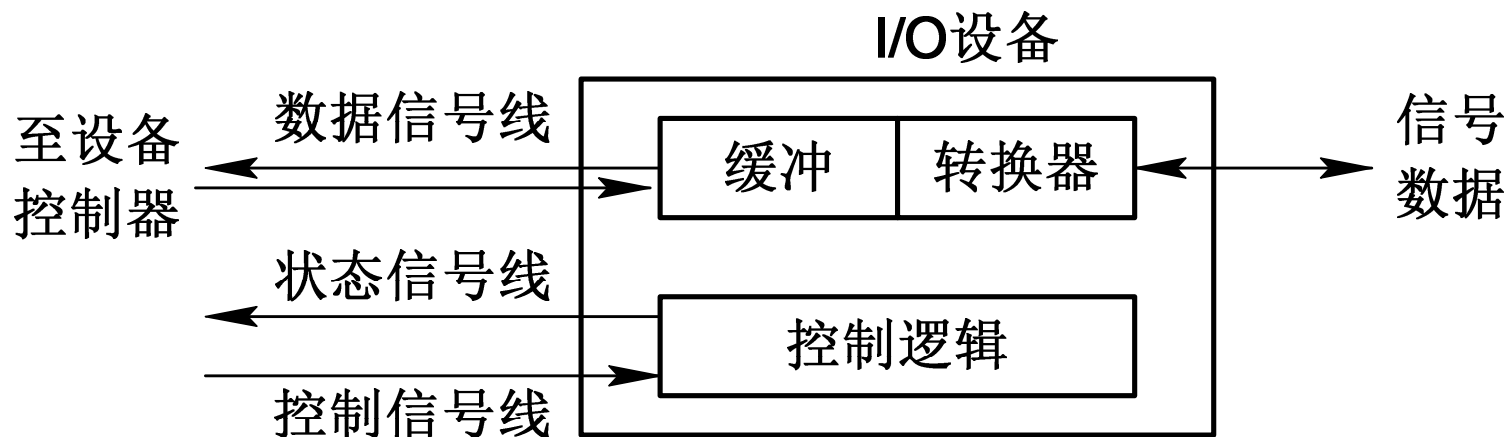 I/O设备
数据信号线
至设备
控制器
缓冲
转换器
信号
数据
状态信号线
控制逻辑
控制信号线